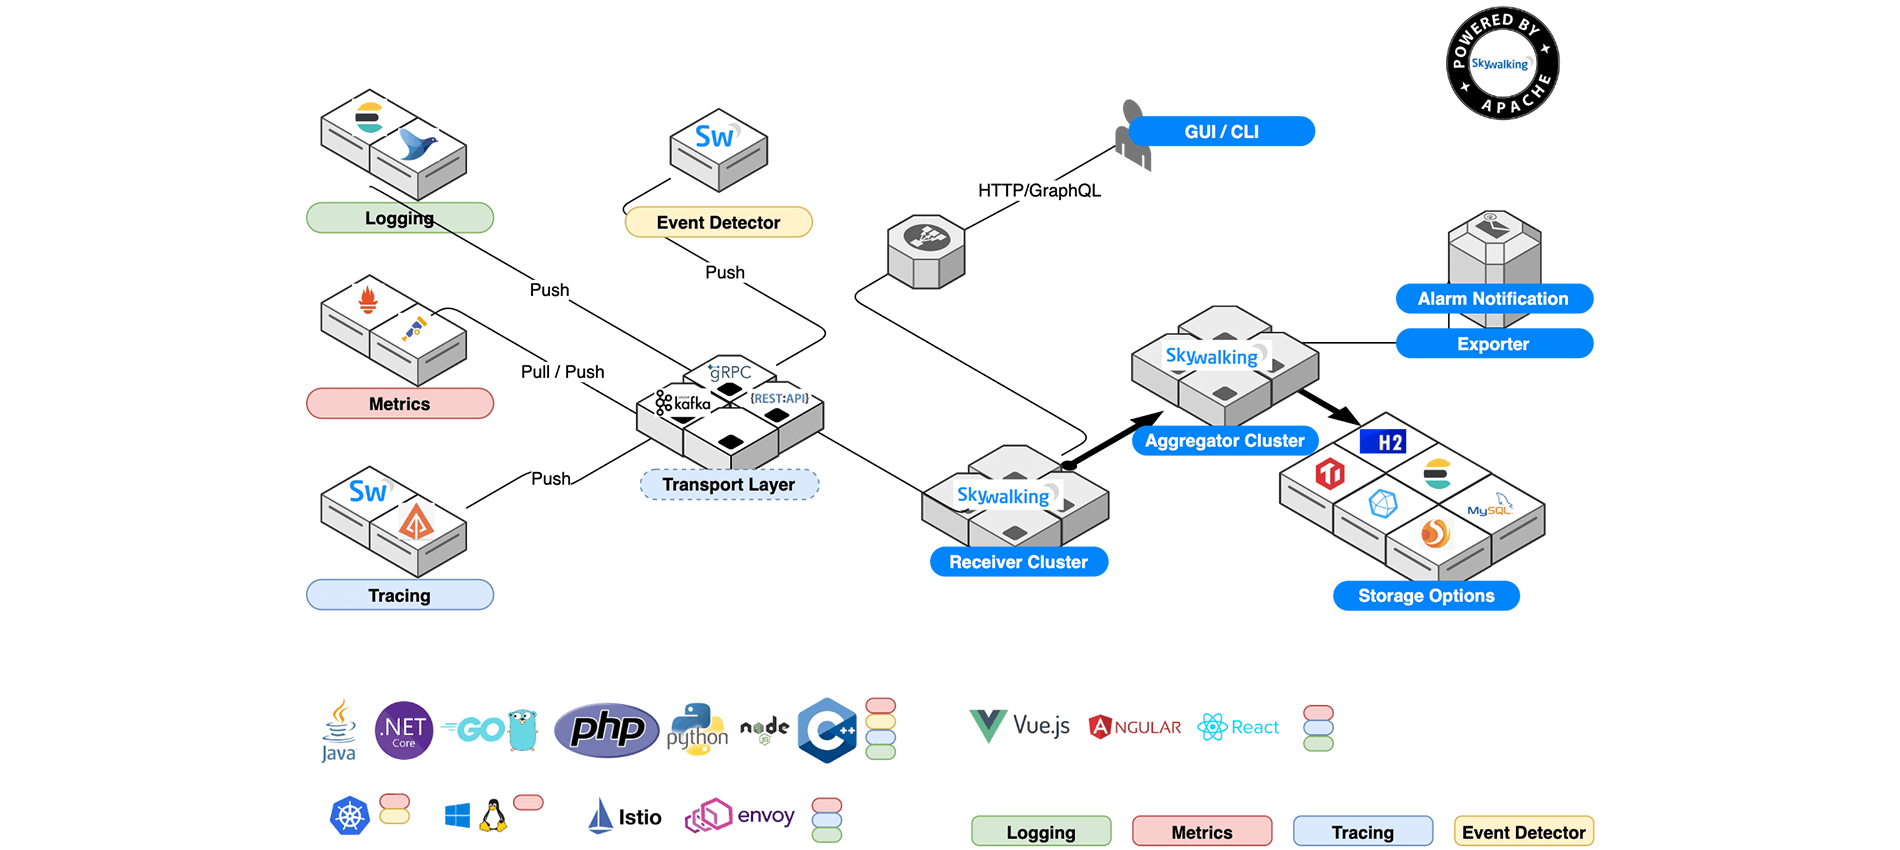 POWERED BY
Skywalking
APACHE
Sw
GUI / CLI
HTTP/GraphQL
Logging
Event Detector
Push
Push
Alarm Notification
Exporter
Pull / Push
Metrics
gRPC
kafka
{REST:API}
Skywalking
Aggregator Cluster
H2
Sw
Push
Transport Layer
Skywalking
MySQL
Receiver Cluster
Tracing
Storage Options
Java
.NET
Core
GO
php
python
node
JS
C++
Vue.js
ANGULAR
React
Istio
envoy
Logging
Metrics
Tracing
Event Detector